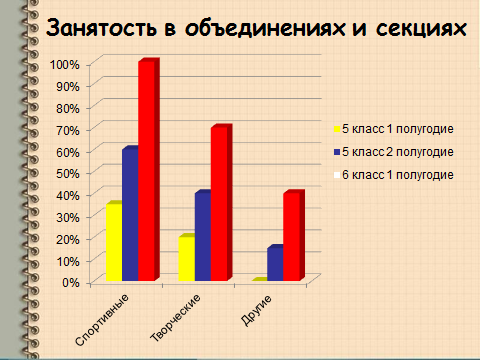 Занятость в объединениях и секциях
100%
90%
80%
70%
60%
50%
40%
30%
20%
10%
0%
Спортивные
Творческие
Другие
5 класс 1 полугодие
5 класс 2 полугодие
6 класс 1 полугодие